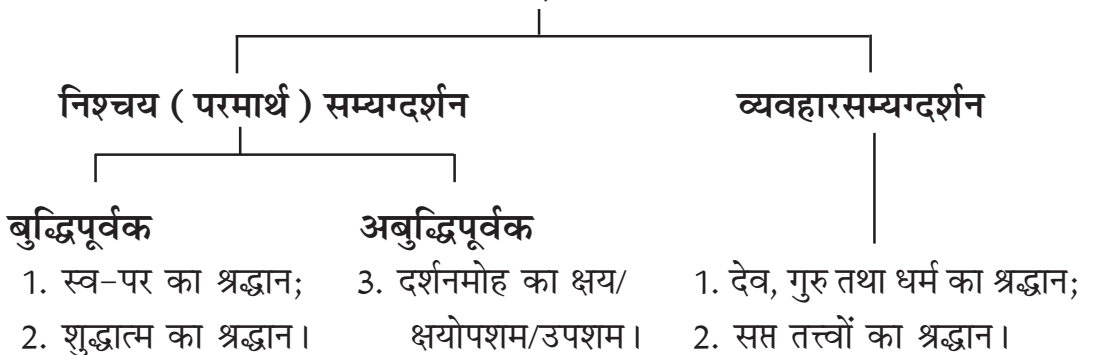 निश्चय ( परमार्थ ) सम्यग्दर्शन
व्यवहारसम्यग्दर्शन
बुद्धिपूर्वक
1. स्व-पर का श्रद्धान;
2. शुद्धात्म का श्रद्धान।
अबुद्धिपूर्वक
3. दर्शनमोह का क्षय/
क्षयोपशम/उपशम।
1. देव, गुरु तथा धर्म का श्रद्धान;
2. सप्त तत्त्वों का श्रद्धान।